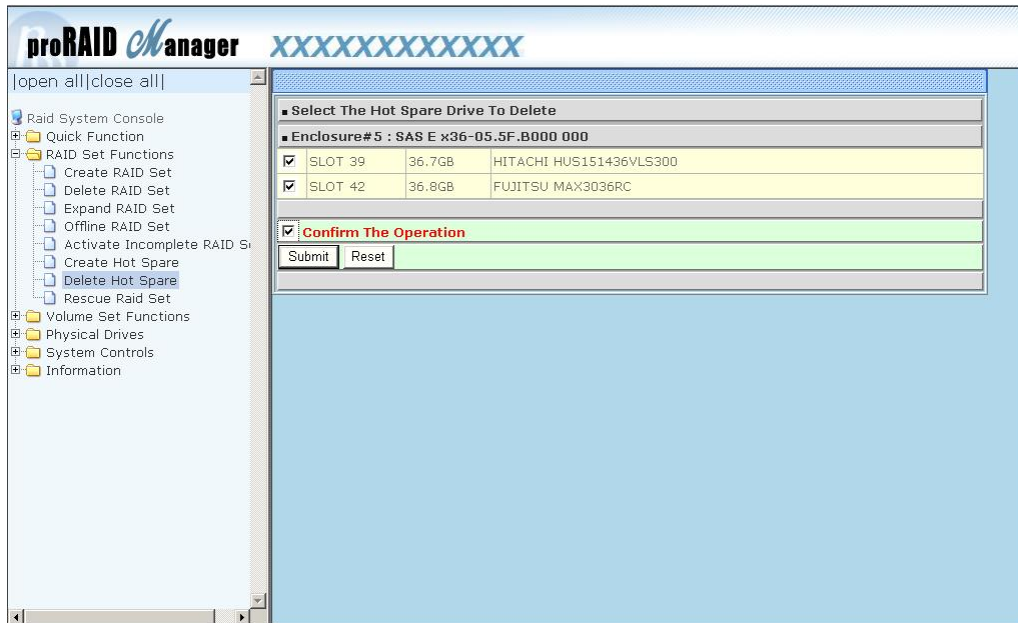 proRAID Manager XXXXXXXXXXXXX
|open all|close all|
Raid System Console
Quick Function
RAID Set Functions
Create RAID Set
Delete RAID Set
Expand RAID Set
Offline RAID Set
Activate Incomplete RAID S
Create Hot Spare
Delete Hot Spare
Rescue Raid Set
Volume Set Functions
Physical Drives
System Controls
Information
Select The Hot Spare Drive To Delete
Enclosure#5 : SAS E x36-05.5F.B000 000
SLOT 39 36.7GB HITACHI HUS151436VLS300
SLOT 42 36.8GB FUJITSU MAX3036RC
Confirm The Operation
Submit Reset